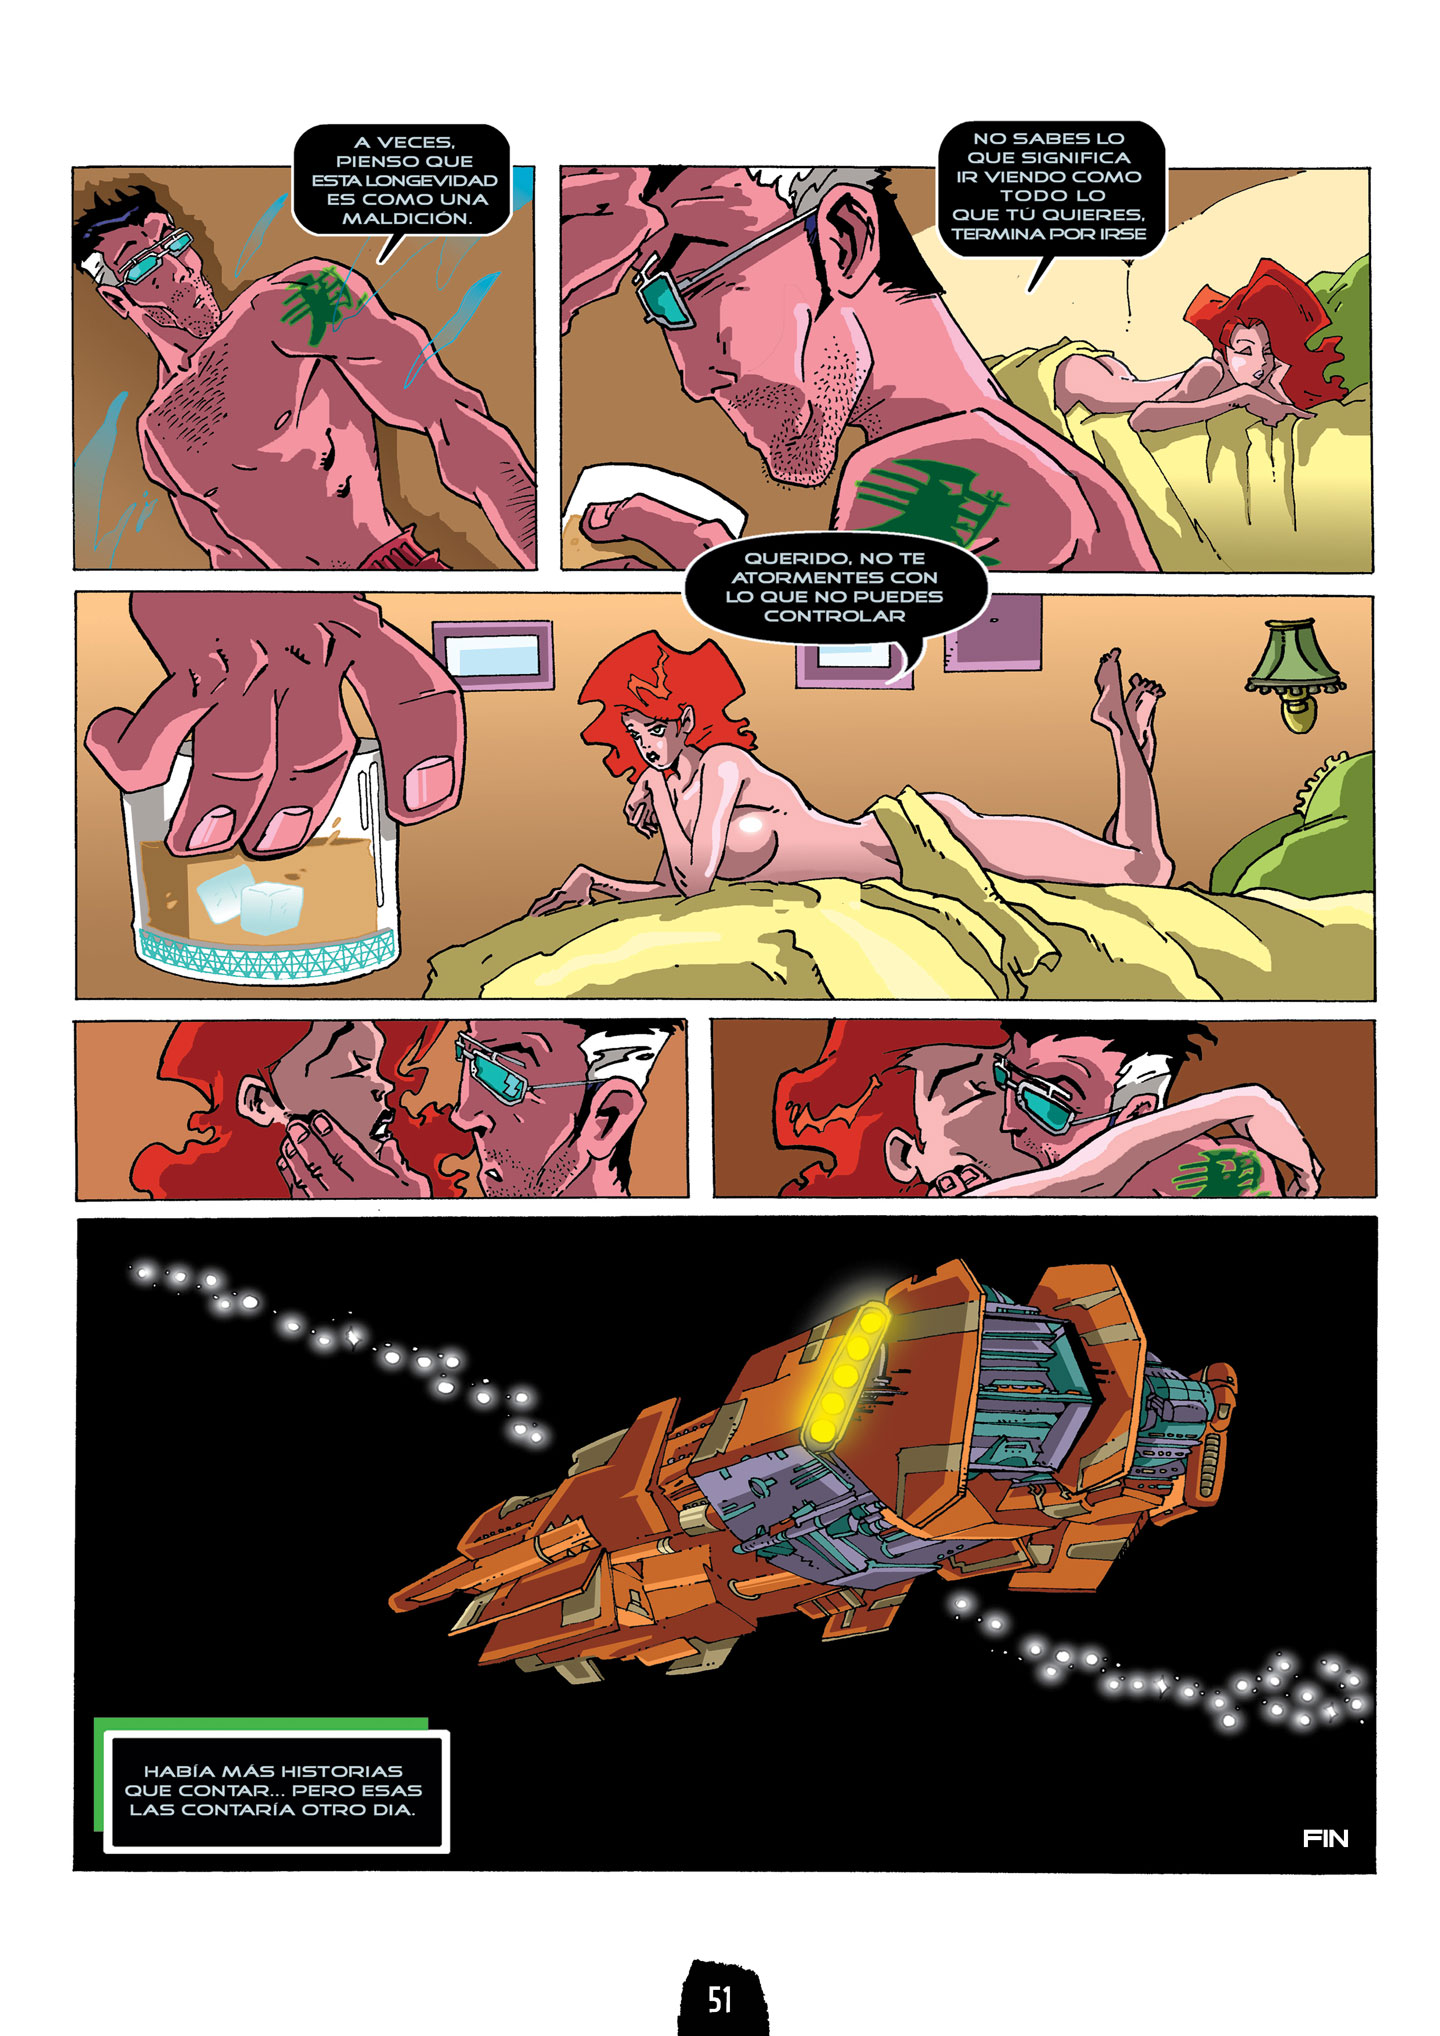 A VECES,
PIENSO QUE
ESTA LONGEVIDAD
ES COMO UNA
MALDICIÓN.
NO SABES LO
QUE SIGNIFICA
IR VIENDO COMO
TODO LO
QUE TÚ QUIERES,
TERMINA POR IRSE
QUERIDO, NO TE
ATORMENTES CON
LO QUE NO PUEDES
CONTROLAR
HABÍA MÁS HISTORIAS
QUE CONTAR... PERO ESAS
LAS CONTARÍA OTRO DIA.
FIN
51